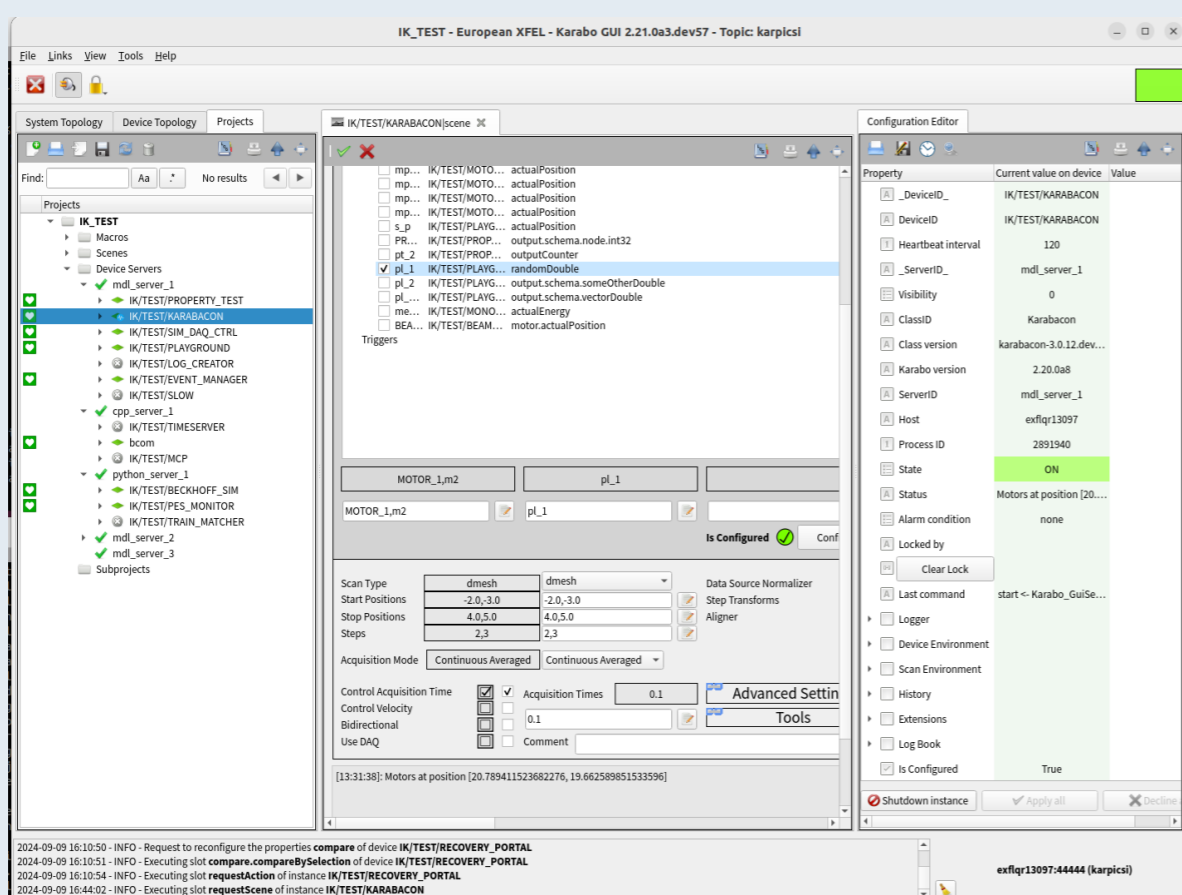 IK_TEST - European XFEL - Karabo GUI 2.21.0a3.dev57 - Topic: karpicsi
File Links View Tools Help
System Topology Device Topology Projects
Find: Aa .* No results
Projects
IK_TEST
Macros
Scenes
Device Servers
mdl_server_1
IK/TEST/PROPERTY_TEST
IK/TEST/KARABACON
IK/TEST/SIM_DAQ_CTRL
IK/TEST/PLAYGROUND
IK/TEST/LOG_CREATOR
IK/TEST/EVENT_MANAGER
IK/TEST/SLOW
cpp_server_1
IK/TEST/TIMESERVER
bcom
IK/TEST/MCP
python_server_1
IK/TEST/BECKHOFF_SIM
IK/TEST/PES_MONITOR
IK/TEST/TRAIN_MATCHER
mdl_server_2
mdl_server_3
Subprojects
IK/TEST/KARABACON|scene
mp... IK/TEST/MOTO... actualPosition
mp... IK/TEST/MOTO... actualPosition
mp... IK/TEST/MOTO... actualPosition
mp... IK/TEST/MOTO... actualPosition
s_p IK/TEST/PLAYG... actualPosition
PR... IK/TEST/PROP... output.schema.node.int32
pt_2 IK/TEST/PROP... outputCounter
pl_1 IK/TEST/PLAYG... randomDouble
pl_2 IK/TEST/PLAYG... output.schema.someOtherDouble
pl_... IK/TEST/PLAYG... output.schema.vectorDouble
me... IK/TEST/MONO... actualEnergy
BEA... IK/TEST/BEAM... motor.actualPosition
Triggers
MOTOR_1,m2 pl_1
MOTOR_1,m2 pl_1
Is Configured Conf
Scan Type dmesh dmesh Data Source Normalizer
Start Positions -2.0,-3.0 -2.0,-3.0 Step Transforms
Stop Positions 4.0,5.0 4.0,5.0 Aligner
Steps 2,3 2,3
Acquisition Mode Continuous Averaged Continuous Averaged
Control Acquisition Time Acquisition Times 0.1 Advanced Settin
Control Velocity
Bidirectional 0.1 Tools
Use DAQ Comment
[13:31:38]: Motors at position [20.789411523682276, 19.662589851533596]
Configuration Editor
Property Current value on device Value
_DeviceID_ IK/TEST/KARABACON
DeviceID IK/TEST/KARABACON
Heartbeat interval 120
_ServerID_ mdl_server_1
Visibility 0
ClassID Karabacon
Class version karabacon-3.0.12.dev...
Karabo version 2.20.0a8
ServerID mdl_server_1
Host exflqr13097
Process ID 2891940
State ON
Status Motors at position [20....
Alarm condition none
Locked by
Clear Lock
Last command start <- Karabo_GuiSe...
Logger
Device Environment
Scan Environment
History
Extensions
Log Book
Is Configured True
Shutdown instance Apply all Decline
2024-09-09 16:10:50 - INFO - Request to reconfigure the properties compare of device IK/TEST/RECOVERY_PORTAL
2024-09-09 16:10:51 - INFO - Executing slot compare.compareBySelection of device IK/TEST/RECOVERY_PORTAL
2024-09-09 16:10:54 - INFO - Executing slot requestAction of instance IK/TEST/RECOVERY_PORTAL
2024-09-09 16:44:02 - INFO - Executing slot requestScene of instance IK/TEST/KARABACON
exflqr13097:44444 (karpicsi)